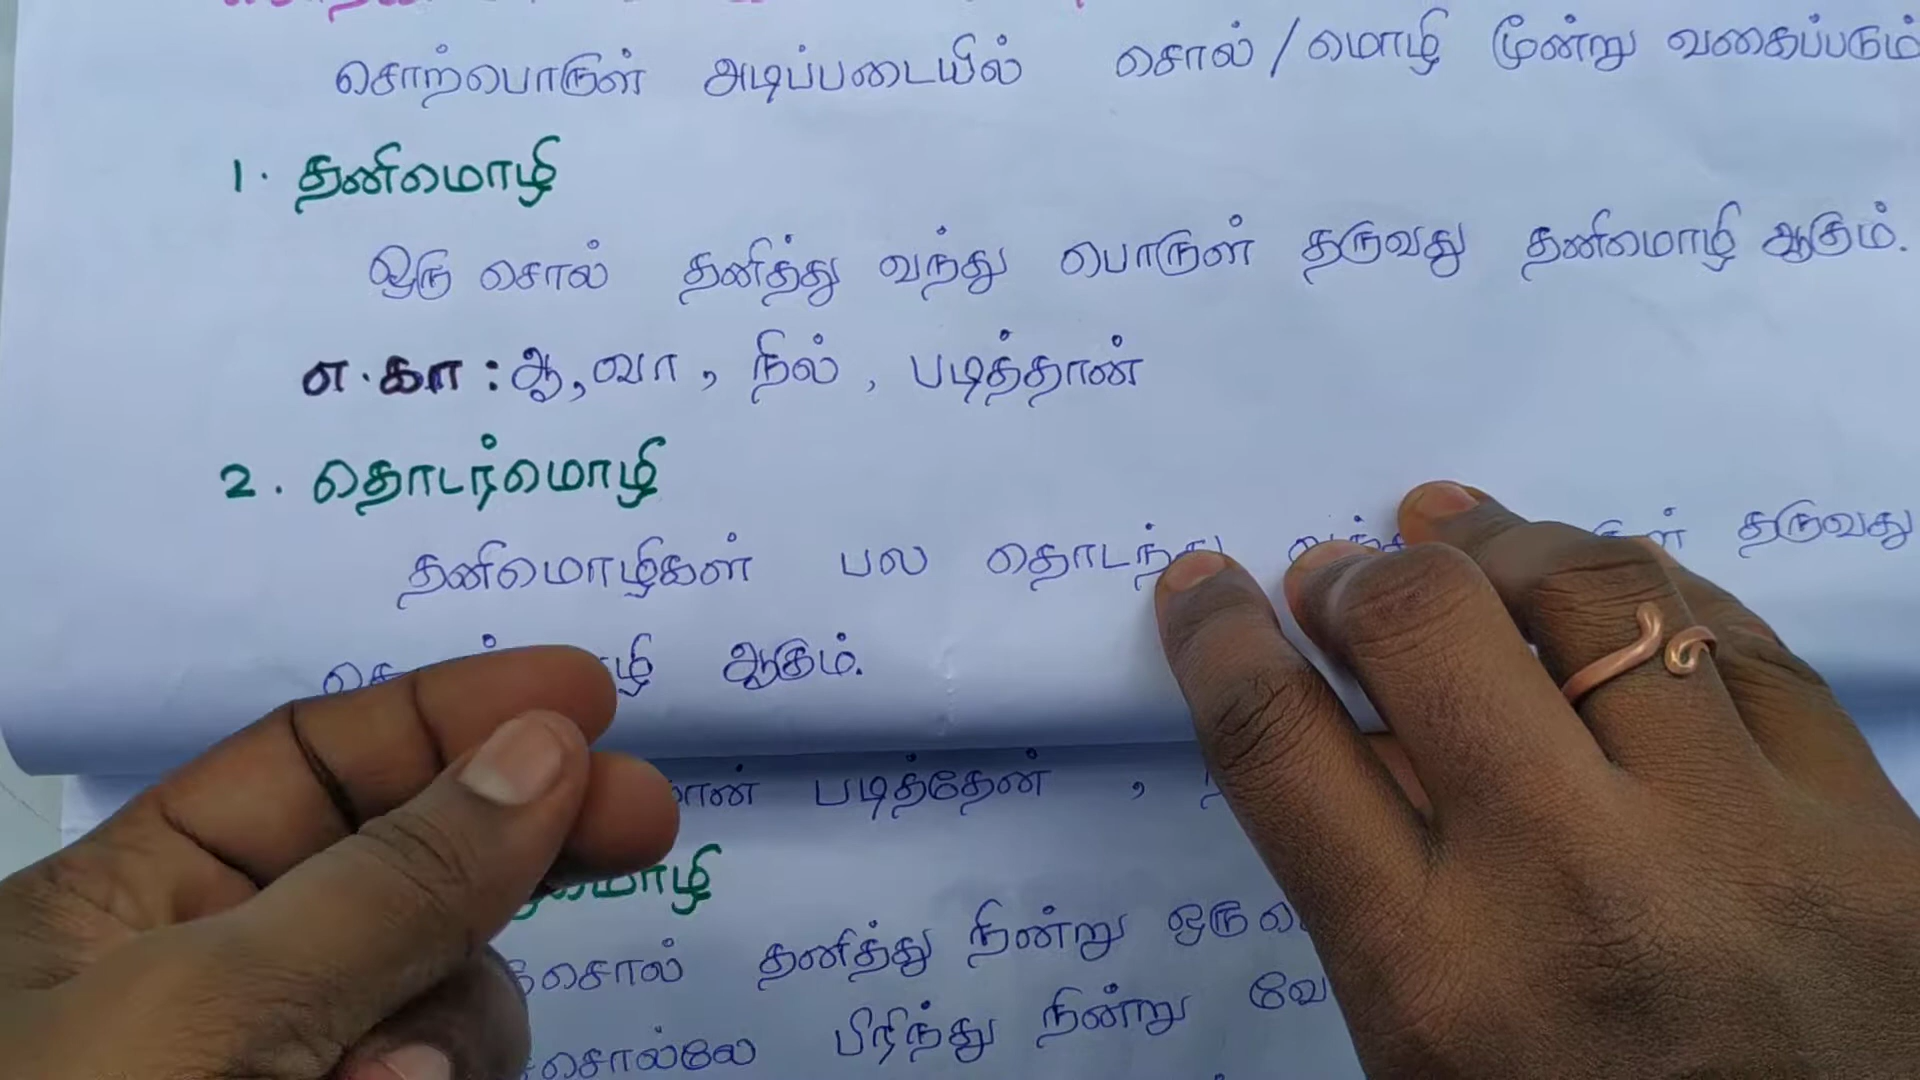 சொற்பொருள் அடிப்படையில் சொல் / மொழி மூன்று வகைப்படும்
1. தனிமொழி
ஒரு சொல் தனித்து வந்து பொருள் தருவது தனிமொழி ஆகும்.
எ.கா : ஆ, வா, நில், படித்தான்
2. தொடர்மொழி
தனிமொழிகள் பல தொடந்து தருவது
ஆகும்.
படித்தேன் ,
சொல் தனித்து நின்று ஒரு
சொல்லே பிரிந்து நின்று